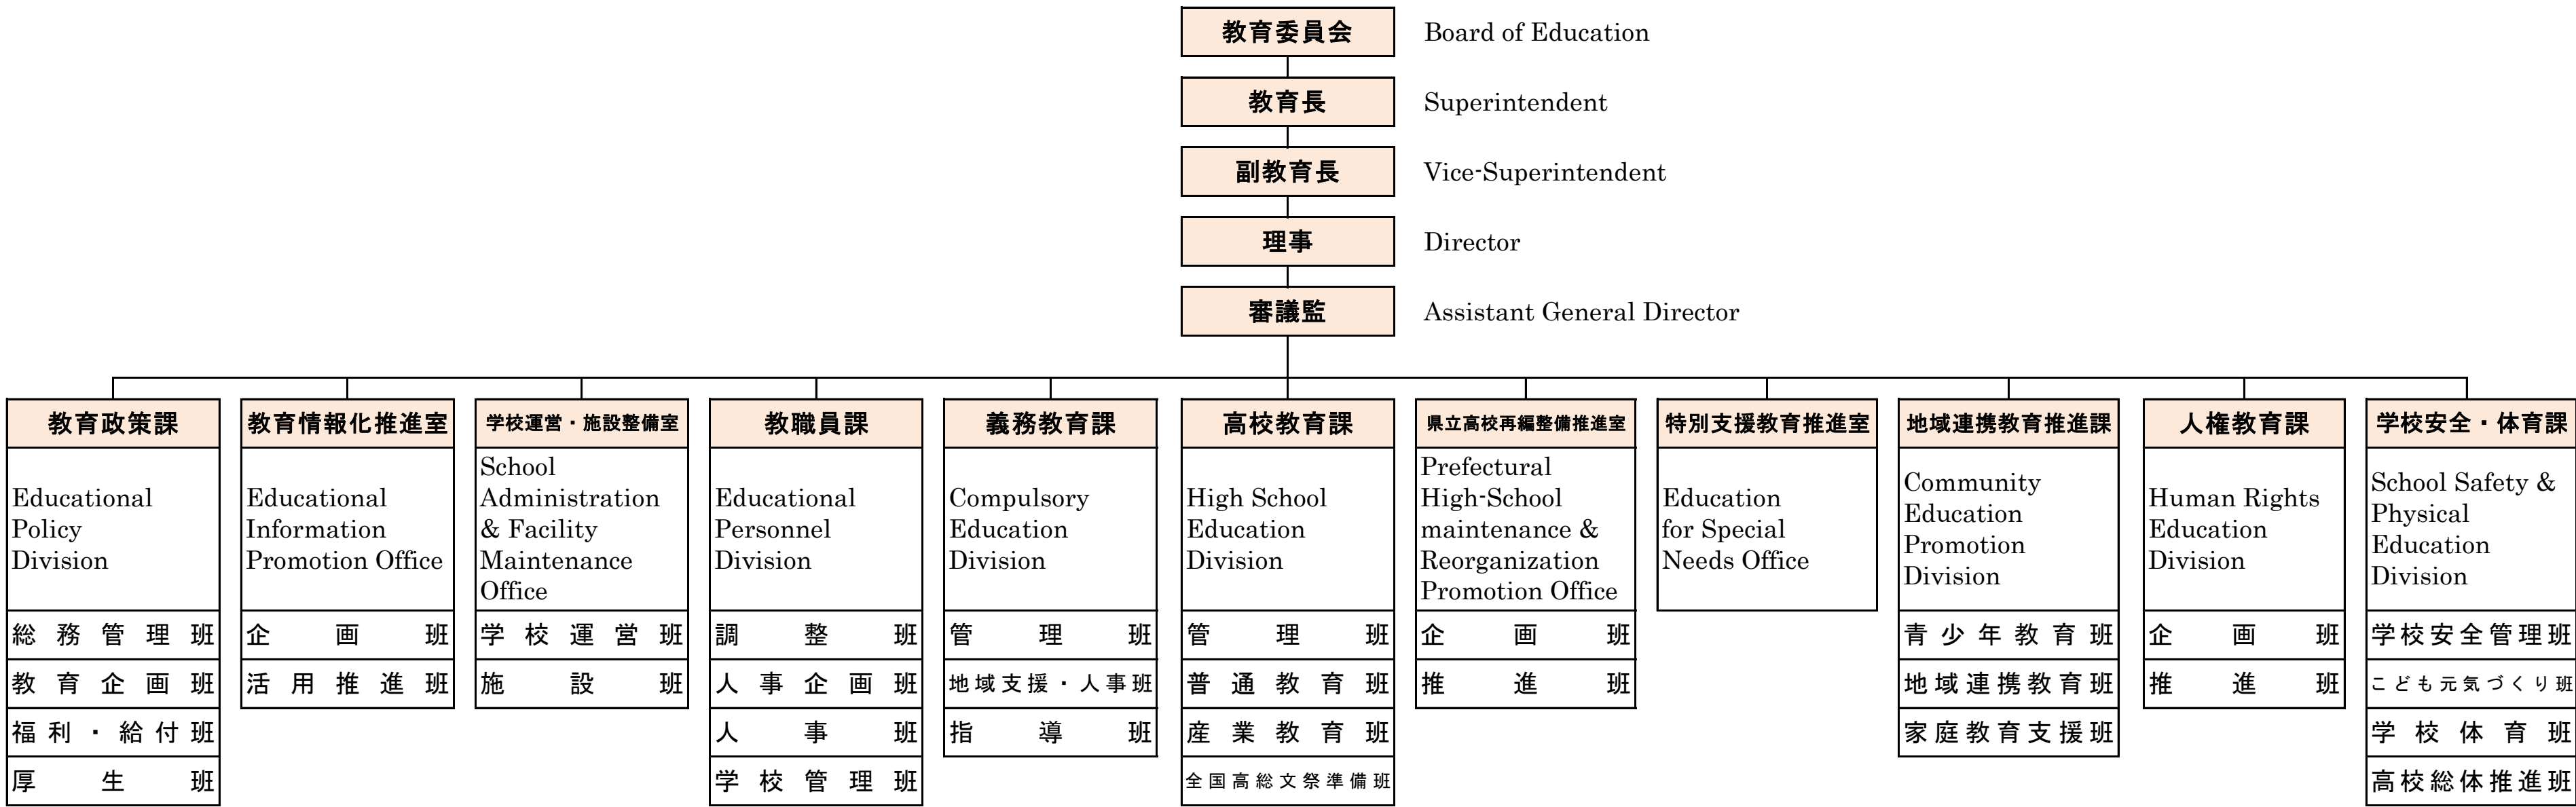 教育委員会 Board of Education
教育長 Superintendent
副教育長 Vice-Superintendent
理事 Director
審議監 Assistant General Director
教育政策課
Educational
Policy
Division
総務管理班
教育企画班
福利・給付班
厚生班
教育情報化推進室
Educational
Information
Promotion Office
企画班
活用推進班
学校運営・施設整備室
School
Administration
& Facility
Maintenance
Office
学校運営班
施設班
教職員課
Educational
Personnel
Division
調整班
人事企画班
人事班
学校管理班
義務教育課
Compulsory
Education
Division
管理班
地域支援・人事班
指導班
高校教育課
High School
Education
Division
管理班
普通教育班
産業教育班
全国高総文祭準備班
県立高校再編整備推進室
Prefectural
High-School
maintenance &
Reorganization
Promotion Office
企画班
推進班
特別支援教育推進室
Education
for Special
Needs Office
地域連携教育推進課
Community
Education
Promotion
Division
青少年教育班
地域連携教育班
家庭教育支援班
人権教育課
Human Rights
Education
Division
企画班
推進班
学校安全・体育課
School Safety &
Physical
Education
Division
学校安全管理班
こども元気づくり班
学校体育班
高校総体推進班